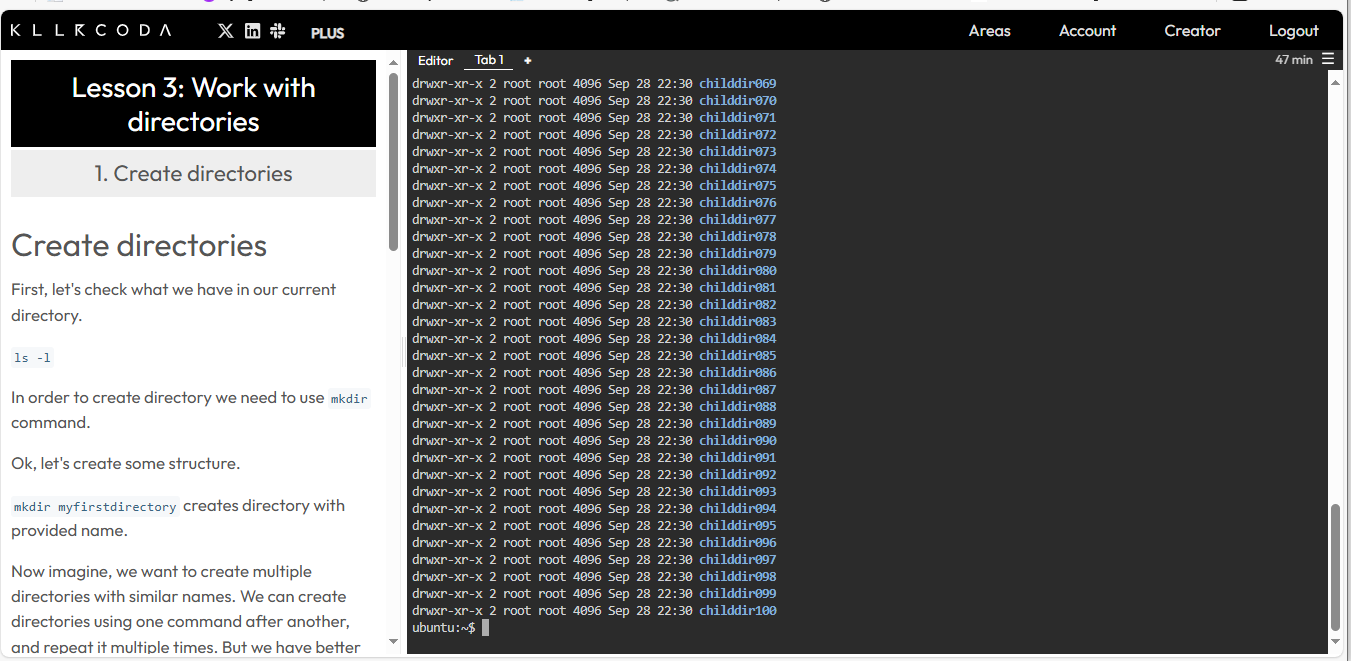 KLLRCODA PLUS Areas Account Creator Logout
Lesson 3: Work with
directories
1. Create directories
Create directories
First, let's check what we have in our current
directory.
ls -l
In order to create directory we need to use mkdir
command.
Ok, let's create some structure.
mkdir myfirstdirectory creates directory with
provided name.
Now imagine, we want to create multiple
directories with similar names. We can create
directories using one command after another,
and repeat it multiple times. But we have better
Editor Tab 1 + 47 min
drwxr-xr-x 2 root root 4096 Sep 28 22:30 childdir069
drwxr-xr-x 2 root root 4096 Sep 28 22:30 childdir070
drwxr-xr-x 2 root root 4096 Sep 28 22:30 childdir071
drwxr-xr-x 2 root root 4096 Sep 28 22:30 childdir072
drwxr-xr-x 2 root root 4096 Sep 28 22:30 childdir073
drwxr-xr-x 2 root root 4096 Sep 28 22:30 childdir074
drwxr-xr-x 2 root root 4096 Sep 28 22:30 childdir075
drwxr-xr-x 2 root root 4096 Sep 28 22:30 childdir076
drwxr-xr-x 2 root root 4096 Sep 28 22:30 childdir077
drwxr-xr-x 2 root root 4096 Sep 28 22:30 childdir078
drwxr-xr-x 2 root root 4096 Sep 28 22:30 childdir079
drwxr-xr-x 2 root root 4096 Sep 28 22:30 childdir080
drwxr-xr-x 2 root root 4096 Sep 28 22:30 childdir081
drwxr-xr-x 2 root root 4096 Sep 28 22:30 childdir082
drwxr-xr-x 2 root root 4096 Sep 28 22:30 childdir083
drwxr-xr-x 2 root root 4096 Sep 28 22:30 childdir084
drwxr-xr-x 2 root root 4096 Sep 28 22:30 childdir085
drwxr-xr-x 2 root root 4096 Sep 28 22:30 childdir086
drwxr-xr-x 2 root root 4096 Sep 28 22:30 childdir087
drwxr-xr-x 2 root root 4096 Sep 28 22:30 childdir088
drwxr-xr-x 2 root root 4096 Sep 28 22:30 childdir089
drwxr-xr-x 2 root root 4096 Sep 28 22:30 childdir090
drwxr-xr-x 2 root root 4096 Sep 28 22:30 childdir091
drwxr-xr-x 2 root root 4096 Sep 28 22:30 childdir092
drwxr-xr-x 2 root root 4096 Sep 28 22:30 childdir093
drwxr-xr-x 2 root root 4096 Sep 28 22:30 childdir094
drwxr-xr-x 2 root root 4096 Sep 28 22:30 childdir095
drwxr-xr-x 2 root root 4096 Sep 28 22:30 childdir096
drwxr-xr-x 2 root root 4096 Sep 28 22:30 childdir097
drwxr-xr-x 2 root root 4096 Sep 28 22:30 childdir098
drwxr-xr-x 2 root root 4096 Sep 28 22:30 childdir099
drwxr-xr-x 2 root root 4096 Sep 28 22:30 childdir100
ubuntu:~$